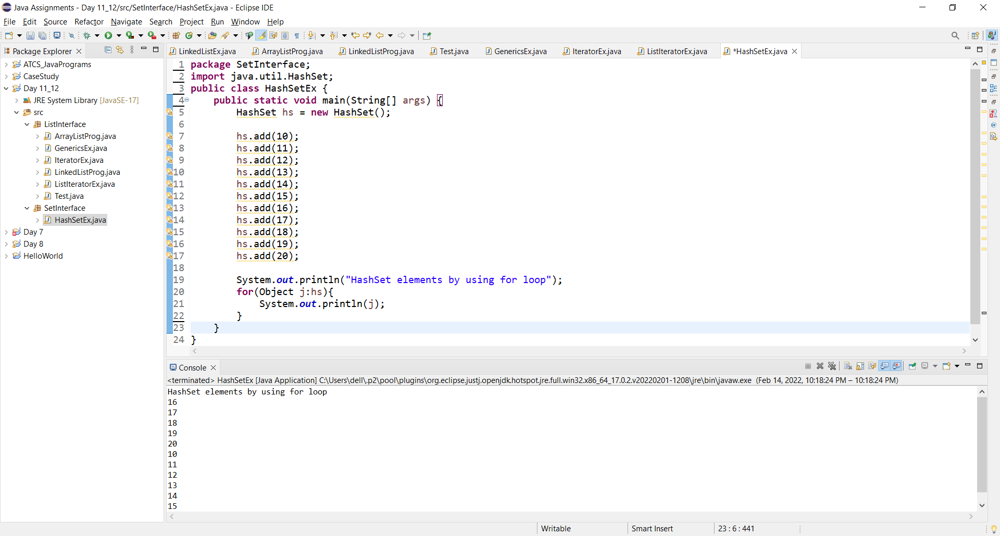 Java Assignments - Day 11_12/src/SetInterface/HashSetEx.java - Eclipse IDE
File Edit Source Refactor Navigate Search Project Run Window Help
Package Explorer
ATCS_JavaPrograms
CaseStudy
Day 11_12
JRE System Library [JavaSE-17]
src
ListInterface
ArrayListProg.java
GenericsEx.java
IteratorEx.java
LinkedListProg.java
ListIteratorEx.java
Test.java
SetInterface
HashSetEx.java
Day 7
Day 8
HelloWorld
LinkedListEx.java ArrayListProg.java LinkedListProg.java Test.java GenericsEx.java IteratorEx.java ListIteratorEx.java *HashSetEx.java
1 package SetInterface;
2 import java.util.HashSet;
3 public class HashSetEx {
4 public static void main(String[] args) {
5 HashSet hs = new HashSet();
6
7 hs.add(10);
8 hs.add(11);
9 hs.add(12);
10 hs.add(13);
11 hs.add(14);
12 hs.add(15);
13 hs.add(16);
14 hs.add(17);
15 hs.add(18);
16 hs.add(19);
17 hs.add(20);
18
19 System.out.println("HashSet elements by using for loop");
20 for(Object j:hs){
21 System.out.println(j);
22 }
23 }
24 }
Console
<terminated> HashSetEx [Java Application] C:\Users\dell\.p2\pool\plugins\org.eclipse.justj.openjdk.hotspot.jre.full.win32.x86_64_17.0.2.v20220201-1208\jre\bin\javaw.exe (Feb 14, 2022, 10:18:24 PM – 10:18:24 PM)
HashSet elements by using for loop
16
17
18
19
20
10
11
12
13
14
15
Writable Smart Insert 23 : 6 : 441